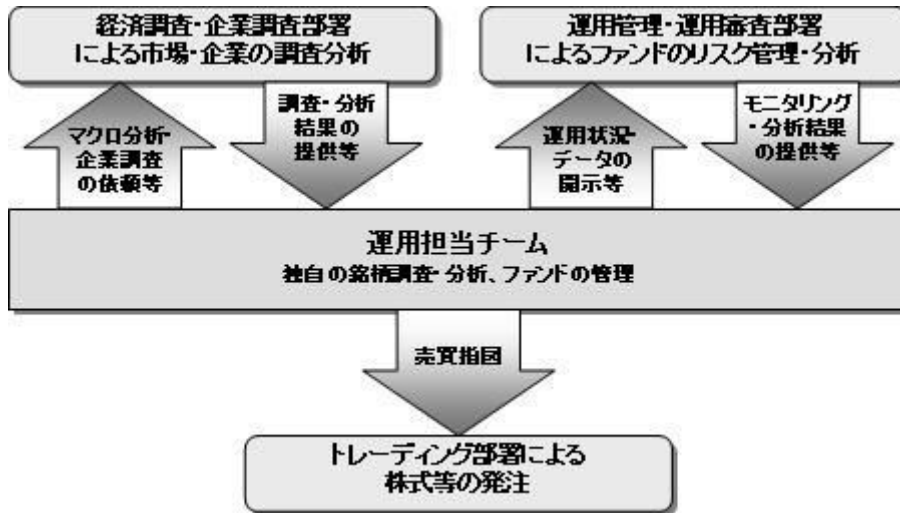 経済調査・企業調査部署
による市場・企業の調査分析
運用管理・運用審査部署
によるファンドのリスク管理・分析
マクロ分析・
企業調査
の依頼等
調査・分析
結果の
提供等
運用状況・
データの
開示等
モニタリング
・分析結果
の提供等
運用担当チーム
独自の銘柄調査・分析、ファンドの管理
売買指図
トレーディング部署による
株式等の発注